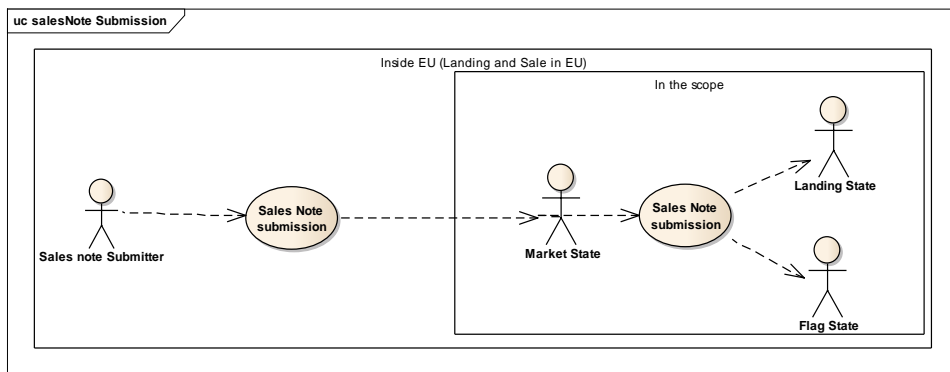 uc salesNote Submission
Inside EU (Landing and Sale in EU)
In the scope
Sales note Submitter
Sales Note
submission
Market State
Sales Note
submission
Landing State
Flag State